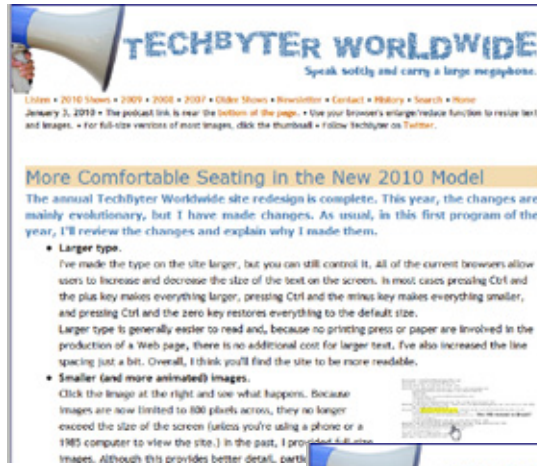 TECHBYTER WORLDWIDE
Speak softly and carry a large megaphone.
Listen • 2010 Shows • 2009 • 2008 • 2007 • Older Shows • Newsletter • Contact • History • Search • Home
January 3, 2010 • The podcast link is near the bottom of the page. • Use your browser's enlarge/reduce function to resize text
and images. • For full-size versions of most images, click the thumbnail • Follow TechByter on Twitter.
More Comfortable Seating in the New 2010 Model
The annual TechByter Worldwide site redesign is complete. This year, the changes are
mainly evolutionary, but I have made changes. As usual, in this first program of the
year, I'll review the changes and explain why I made them.
• Larger type.
I've made the type on the site larger, but you can still control it. All of the current browsers allow
users to increase and decrease the size of the text on the screen. In most cases pressing Ctrl and
the plus key makes everything larger, pressing Ctrl and the minus key makes everything smaller,
and pressing Ctrl and the zero key restores everything to the default size.
Larger type is generally easier to read and, because no printing press or paper are involved in the
production of a Web page, there is no additional cost for larger text. I've also increased the line
spacing just a bit. Overall, I think you'll find the site to be more readable.
• Smaller (and more animated) images.
Click the image at the right and see what happens. Because
images are now limited to 800 pixels across, they no longer
exceed the size of the screen (unless you're using a phone or a
1985 computer to view the site.) In the past, I provided full-size
images. Although this provides better detail,